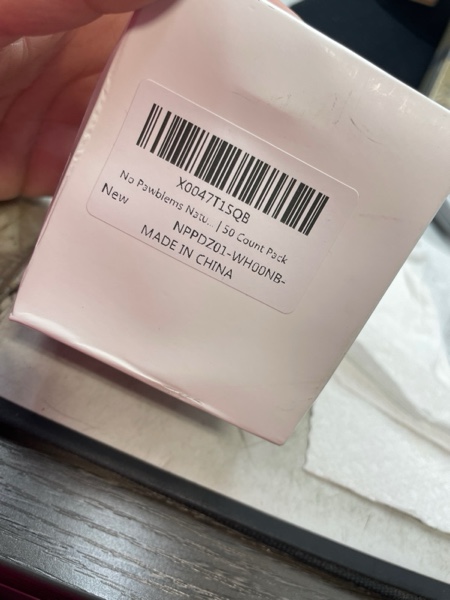 X0047T1SQB
No Pawblems Natu... | 50 Count Pack
New
NPPDZ01-WH00NB-
MADE IN CHINA